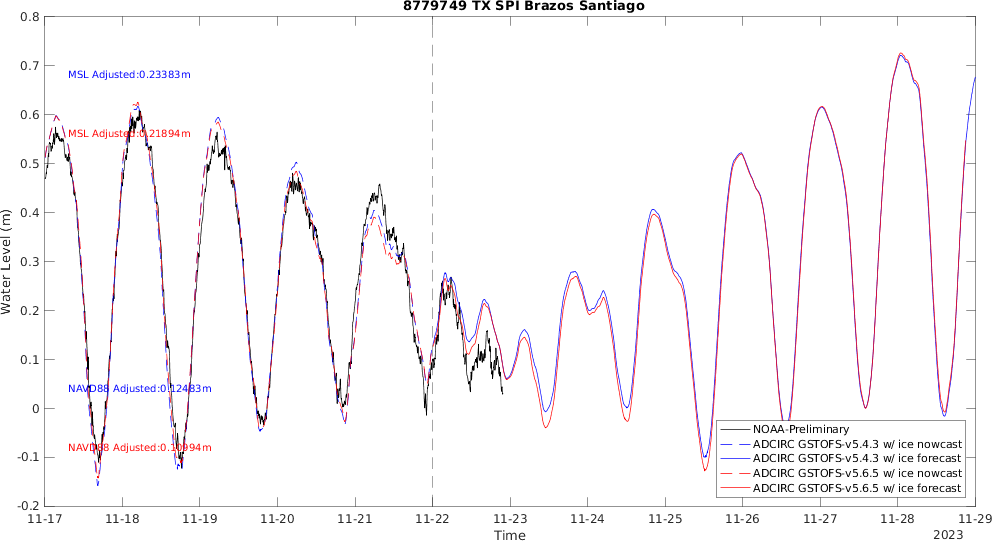 8779749 TX SPI Brazos Santiago
0.8
0.7
0.6
0.5
0.4
0.3
0.2
0.1
0
-0.1
-0.2
Water Level (m)
MSL Adjusted:0.23383m
MSL Adjusted:0.21894m
NAVD88 Adjusted:0.12483m
NAVD88 Adjusted:0.10994m
NOAA-Preliminary
ADCIRC GSTOFS-v5.4.3 w/ ice nowcast
ADCIRC GSTOFS-v5.4.3 w/ ice forecast
ADCIRC GSTOFS-v5.6.5 w/ ice nowcast
ADCIRC GSTOFS-v5.6.5 w/ ice forecast
11-17 11-18 11-19 11-20 11-21 11-22 11-23 11-24 11-25 11-26 11-27 11-28 11-29
Time
2023